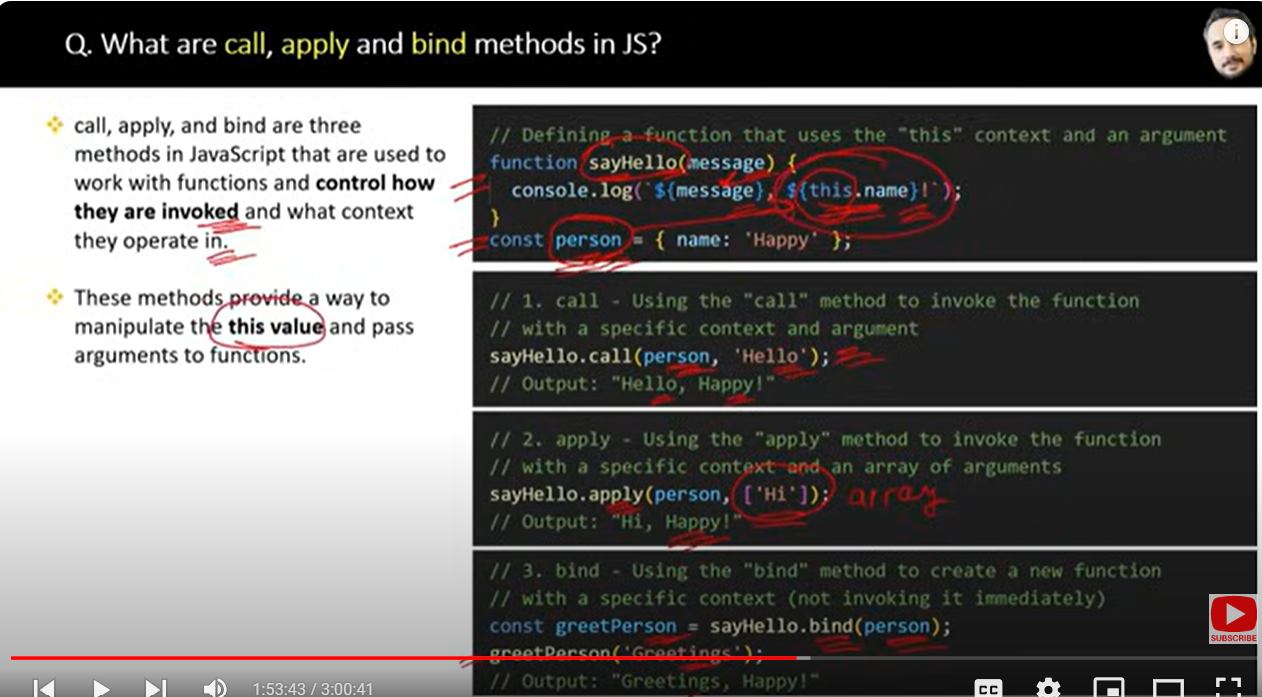 Q. What are call, apply and bind methods in JS?
call, apply, and bind are three
methods in JavaScript that are used to
work with functions and control how
they are invoked and what context
they operate in.
These methods provide a way to
manipulate the this value and pass
arguments to functions.
// Defining a function that uses the "this" context and an argument
function sayHello(message) {
console.log(`${message}, ${this.name}!`);
}
const person = { name: 'Happy' };
// 1. call - Using the "call" method to invoke the function
// with a specific context and argument
sayHello.call(person, 'Hello');
// Output: "Hello, Happy!"
// 2. apply - Using the "apply" method to invoke the function
// with a specific context and an array of arguments
sayHello.apply(person, ['Hi']); array
// Output: "Hi, Happy!"
// 3. bind - Using the "bind" method to create a new function
// with a specific context (not invoking it immediately)
const greetPerson = sayHello.bind(person);
greetPerson('Greetings');
// Output: "Greetings, Happy!"
SUBSCRIBE
1:53:43 / 3:00:41
CC